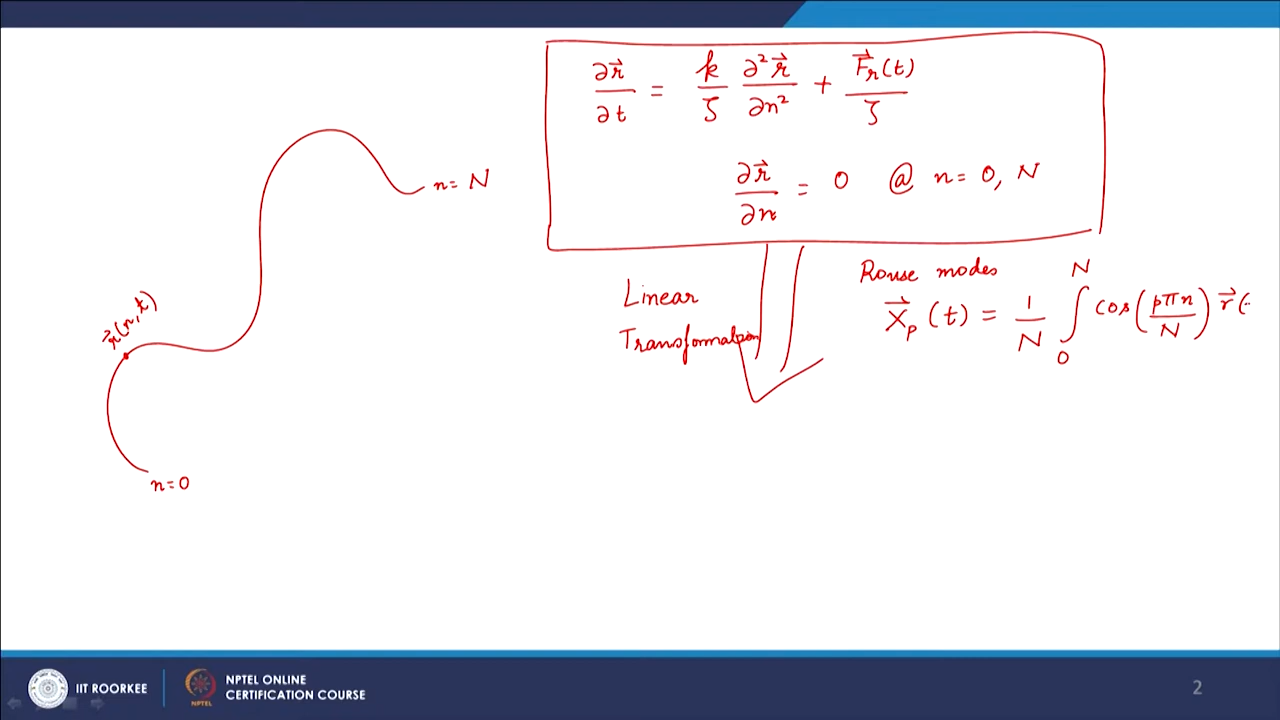 ∂r⃗/∂t = k/ζ ∂²r⃗/∂n² + F⃗r(t)/ζ
∂r⃗/∂n = 0 @ n = 0, N
n = N
r⃗(n,t)
n=0
Linear
Transformation
Rouse modes
X⃗p (t) = 1/N ∫₀ᴺ cos(pπn/N) r⃗(
IIT ROORKEE
NPTEL
NPTEL ONLINE
CERTIFICATION COURSE
2